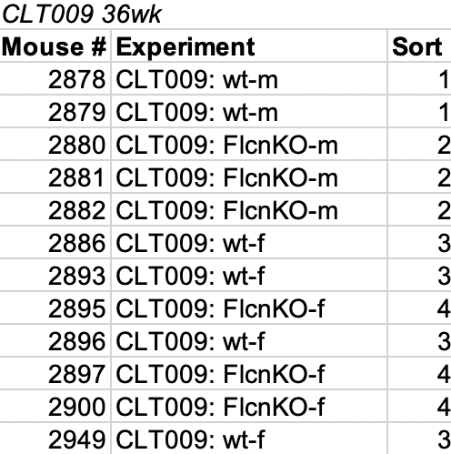 CLT009 36wk
Mouse # Experiment Sort
2878 CLT009: wt-m 1
2879 CLT009: wt-m 1
2880 CLT009: FlcnKO-m 2
2881 CLT009: FlcnKO-m 2
2882 CLT009: FlcnKO-m 2
2886 CLT009: wt-f 3
2893 CLT009: wt-f 3
2895 CLT009: FlcnKO-f 4
2896 CLT009: wt-f 3
2897 CLT009: FlcnKO-f 4
2900 CLT009: FlcnKO-f 4
2949 CLT009: wt-f 3